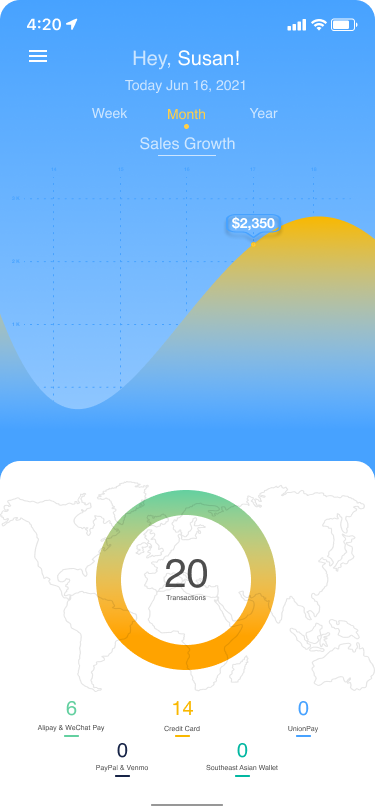 4:20
Hey, Susan!
Today Jun 16, 2021
Week Month Year
Sales Growth
$2,350
20
Transactions
6 14 0
Alipay & WeChat Pay Credit Card UnionPay
0 0
PayPal & Venmo Southeast Asian Wallet